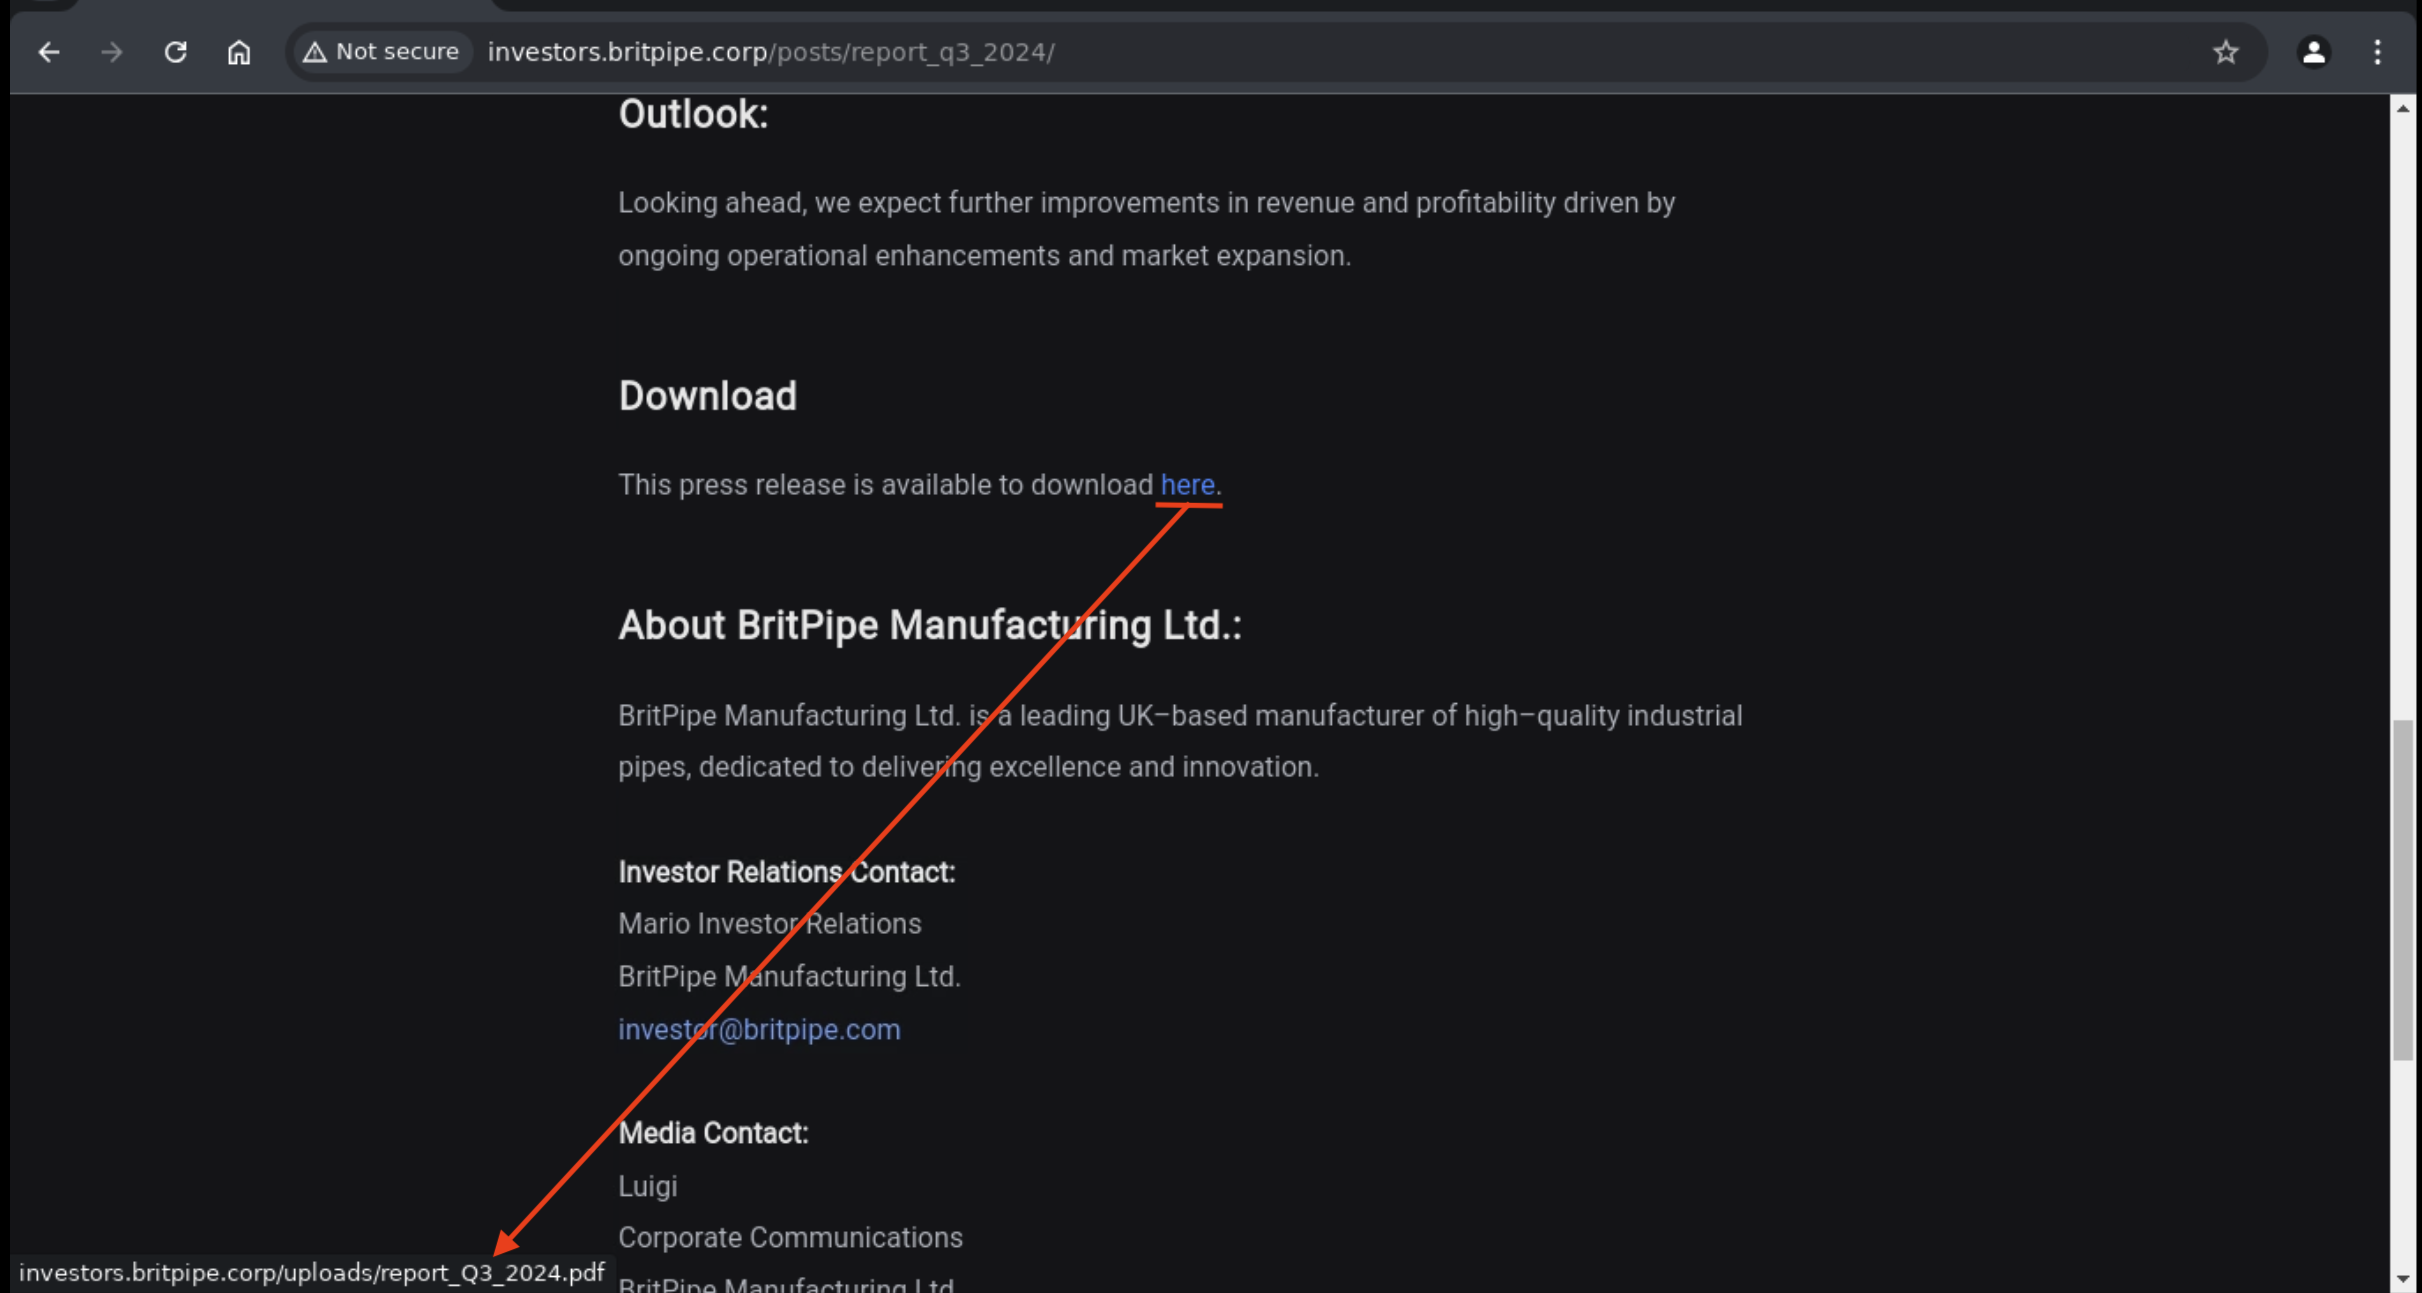 Not secure investors.britpipe.corp/posts/report_q3_2024/
Outlook:
Looking ahead, we expect further improvements in revenue and profitability driven by
ongoing operational enhancements and market expansion.
Download
This press release is available to download here.
About BritPipe Manufacturing Ltd.:
BritPipe Manufacturing Ltd. is a leading UK–based manufacturer of high–quality industrial
pipes, dedicated to delivering excellence and innovation.
Investor Relations Contact:
Mario Investor Relations
BritPipe Manufacturing Ltd.
investor@britpipe.com
Media Contact:
Luigi
Corporate Communications
BritPipe Manufacturing Ltd.
investors.britpipe.corp/uploads/report_Q3_2024.pdf